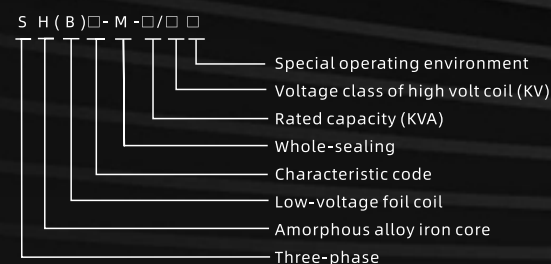 S H ( B ) □ - M - □ / □ □
Special operating environment
Voltage class of high volt coil (KV)
Rated capacity (KVA)
Whole-sealing
Characteristic code
Low-voltage foil coil
Amorphous alloy iron core
Three-phase